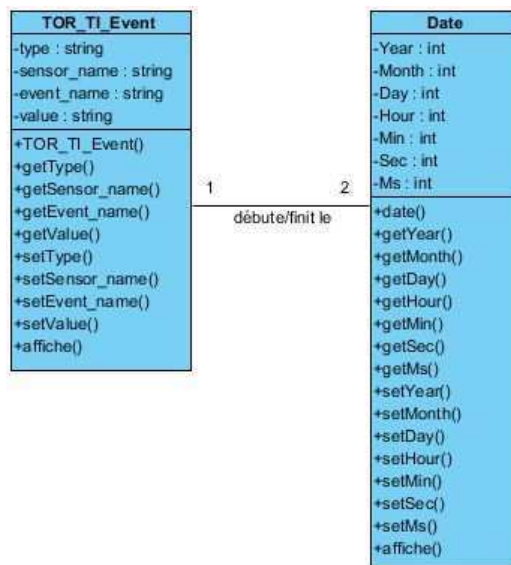 TOR_TI_Event
-type : string
-sensor_name : string
-event_name : string
-value : string
+TOR_TI_Event()
+getType()
+getSensor_name()
+getEvent_name()
+getValue()
+setType()
+setSensor_name()
+setEvent_name()
+setValue()
+affiche()
1
2
débute/finit le
Date
-Year : int
-Month : int
-Day : int
-Hour : int
-Min : int
-Sec : int
-Ms : int
+date()
+getYear()
+getMonth()
+getDay()
+getHour()
+getMin()
+getSec()
+getMs()
+setYear()
+setMonth()
+setDay()
+setHour()
+setMin()
+setSec()
+setMs()
+affiche()